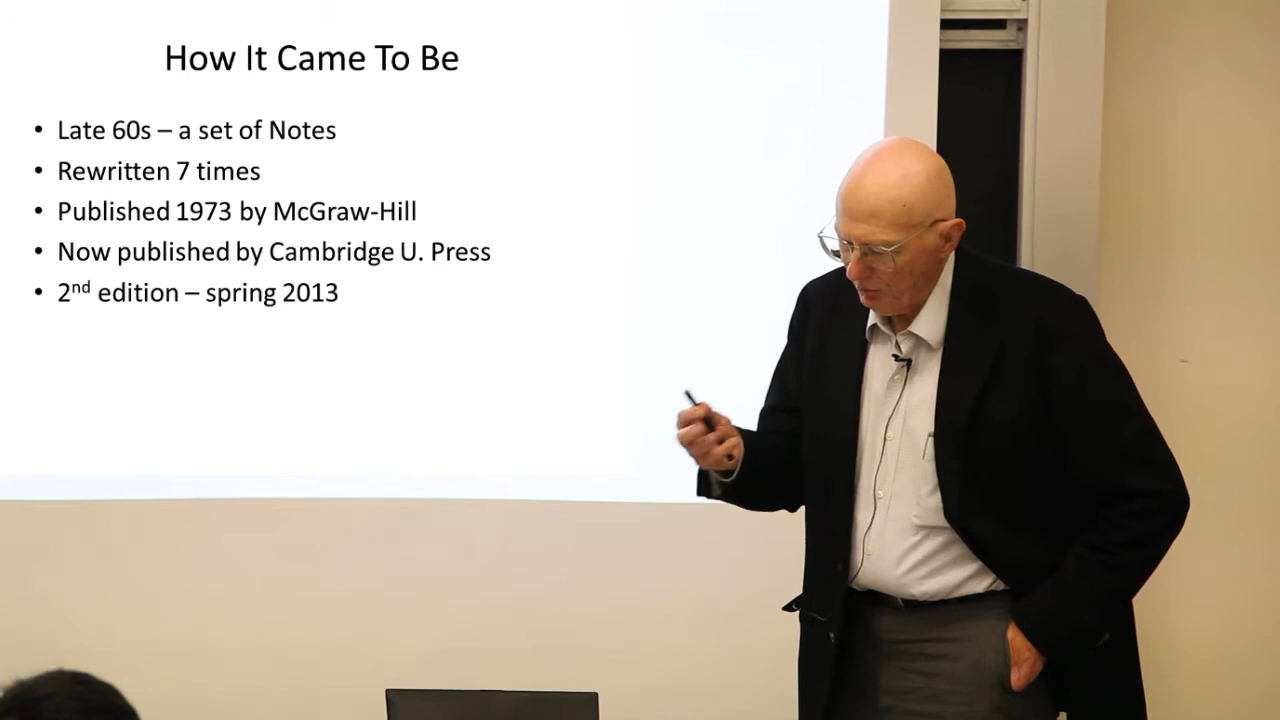 How It Came To Be
• Late 60s – a set of Notes
• Rewritten 7 times
• Published 1973 by McGraw-Hill
• Now published by Cambridge U. Press
• 2nd edition – spring 2013